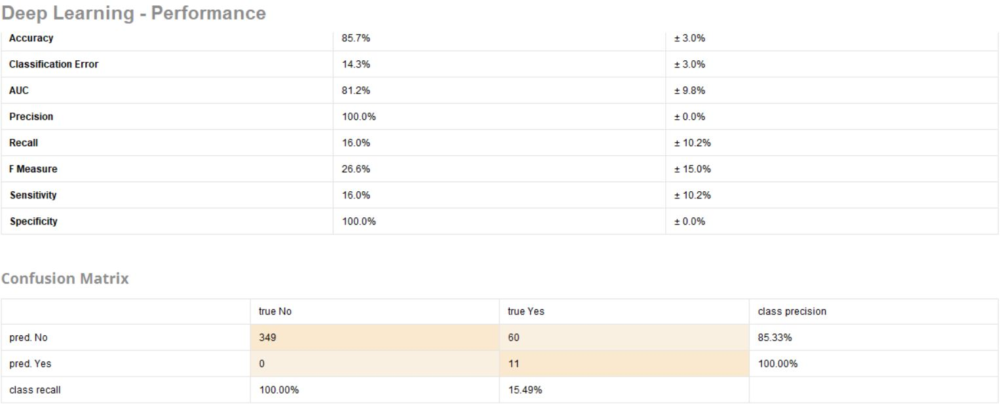 Deep Learning - Performance
Accuracy 85.7% ± 3.0%
Classification Error 14.3% ± 3.0%
AUC 81.2% ± 9.8%
Precision 100.0% ± 0.0%
Recall 16.0% ± 10.2%
F Measure 26.6% ± 15.0%
Sensitivity 16.0% ± 10.2%
Specificity 100.0% ± 0.0%
Confusion Matrix
true No true Yes class precision
pred. No 349 60 85.33%
pred. Yes 0 11 100.00%
class recall 100.00% 15.49%